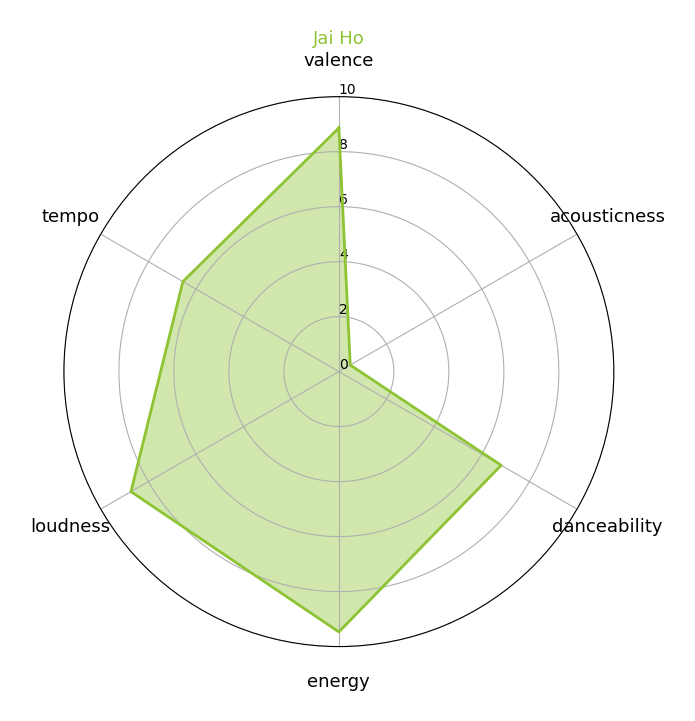 Jai Ho
valence
10
8
6
4
2
0
tempo
acousticness
loudness
danceability
energy